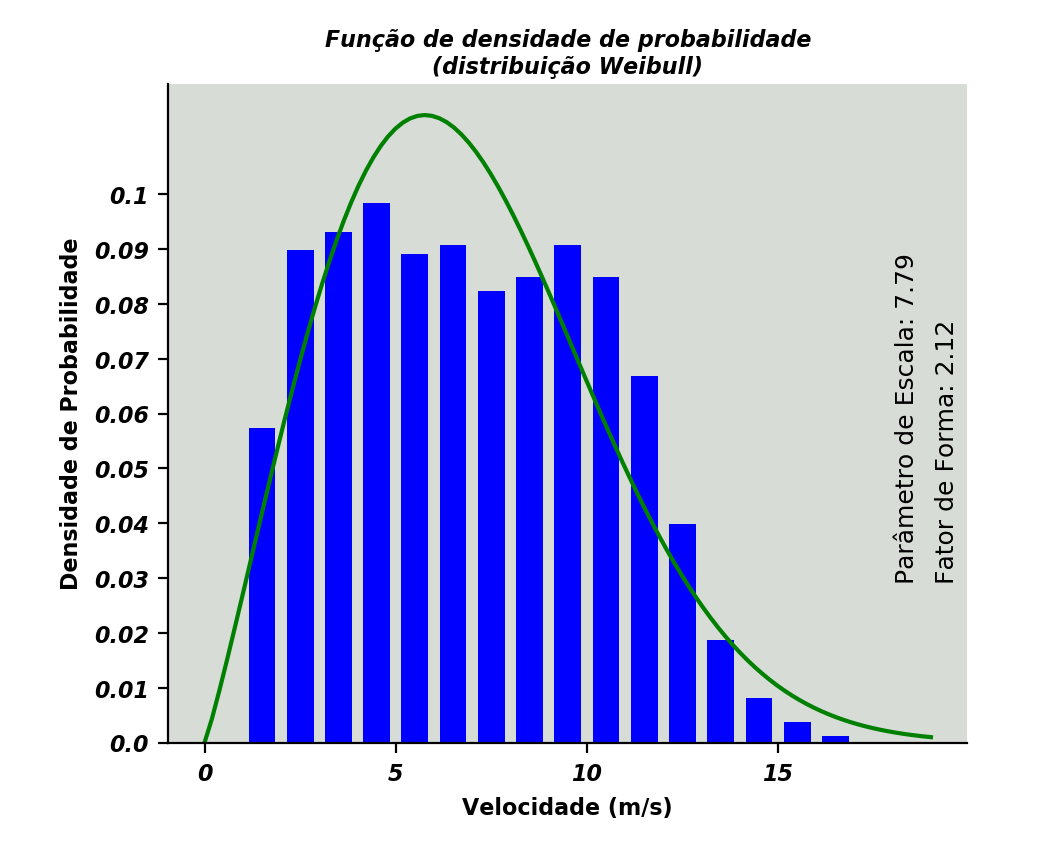 Função de densidade de probabilidade
(distribuição Weibull)
0.1
0.09
0.08
0.07
0.06
0.05
0.04
0.03
0.02
0.01
0.0
Densidade de Probabilidade
0
5
10
15
Velocidade (m/s)
Parâmetro de Escala: 7.79
Fator de Forma: 2.12